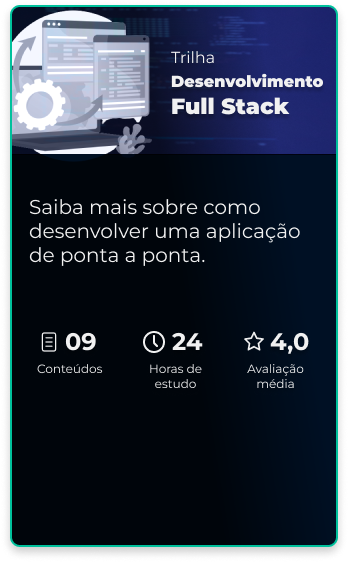 Trilha
Desenvolvimento
Full Stack
Saiba mais sobre como
desenvolver uma aplicação
de ponta a ponta.
09 24 4,0
Conteúdos Horas de Avaliação
estudo média